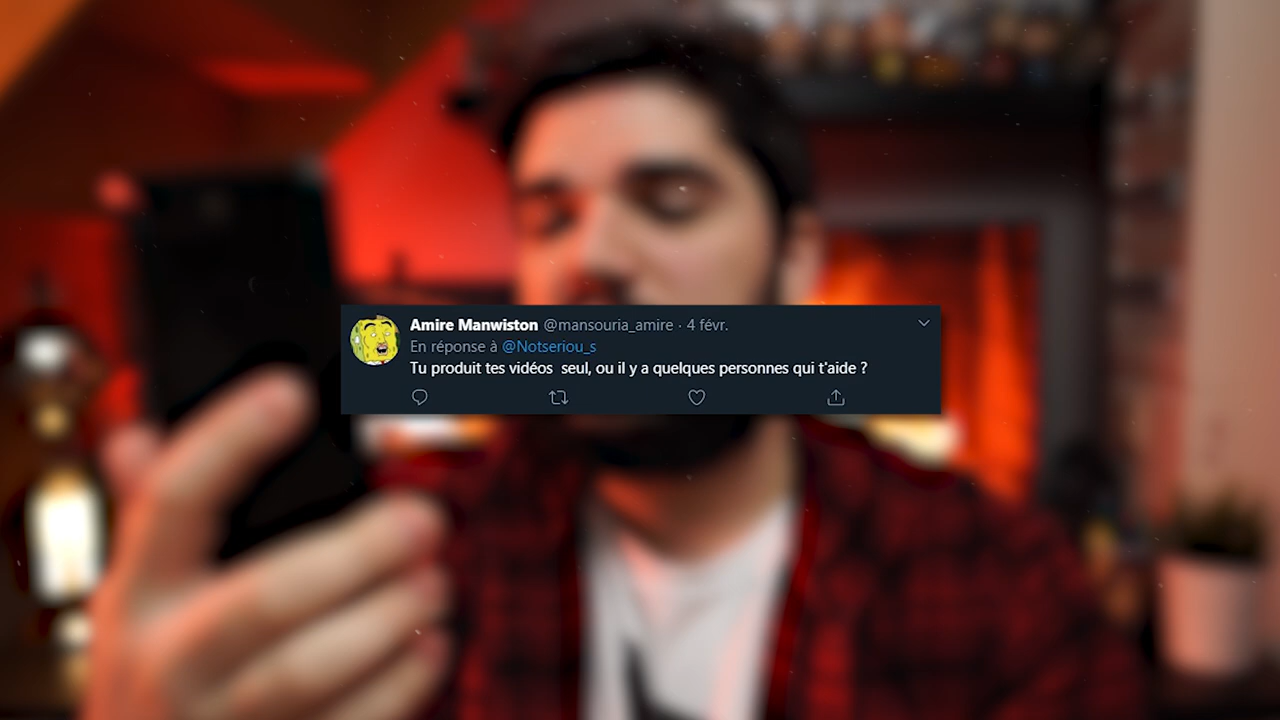 Amire Manwiston @mansouria_amire · 4 févr.
En réponse à @Notseriou_s
Tu produit tes vidéos  seul, ou il y a quelques personnes qui t'aide ?